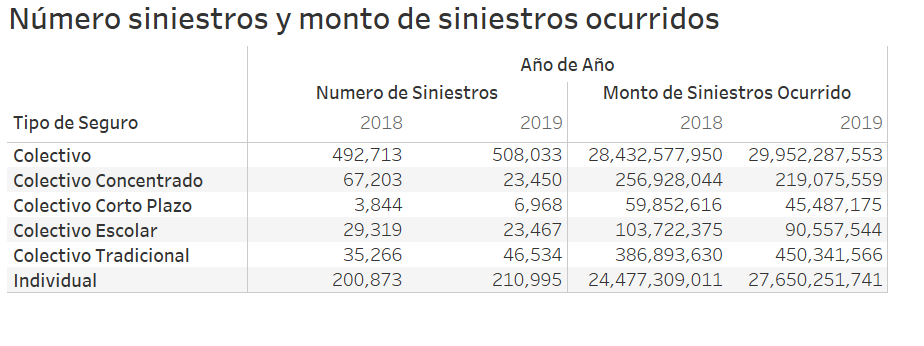 Número siniestros y monto de siniestros ocurridos
Año de Año
Numero de Siniestros Monto de Siniestros Ocurrido
Tipo de Seguro 2018 2019 2018 2019
Colectivo 492,713 508,033 28,432,577,950 29,952,287,553
Colectivo Concentrado 67,203 23,450 256,928,044 219,075,559
Colectivo Corto Plazo 3,844 6,968 59,852,616 45,487,175
Colectivo Escolar 29,319 23,467 103,722,375 90,557,544
Colectivo Tradicional 35,266 46,534 386,893,630 450,341,566
Individual 200,873 210,995 24,477,309,011 27,650,251,741